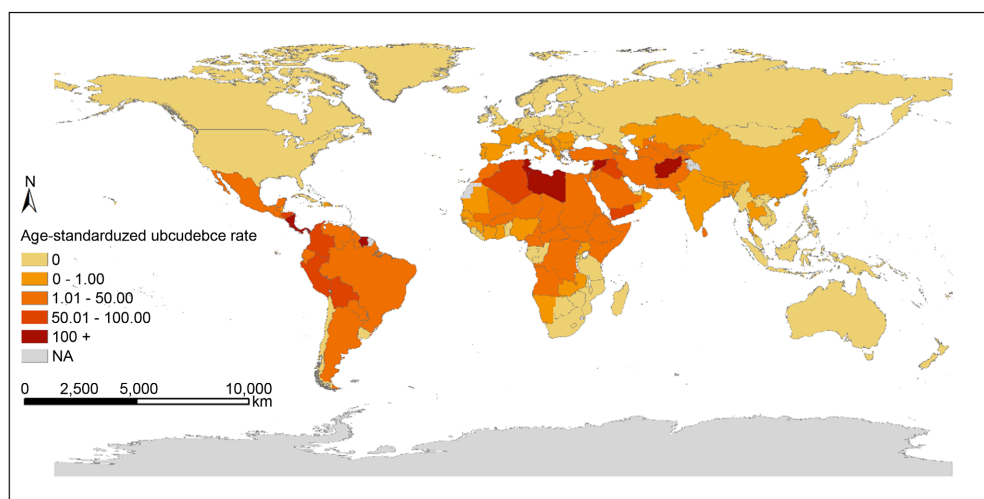 N
Age-standarduzed ubcudebce rate
0
0 - 1.00
1.01 - 50.00
50.01 - 100.00
100 +
NA
0 2,500 5,000 10,000
km